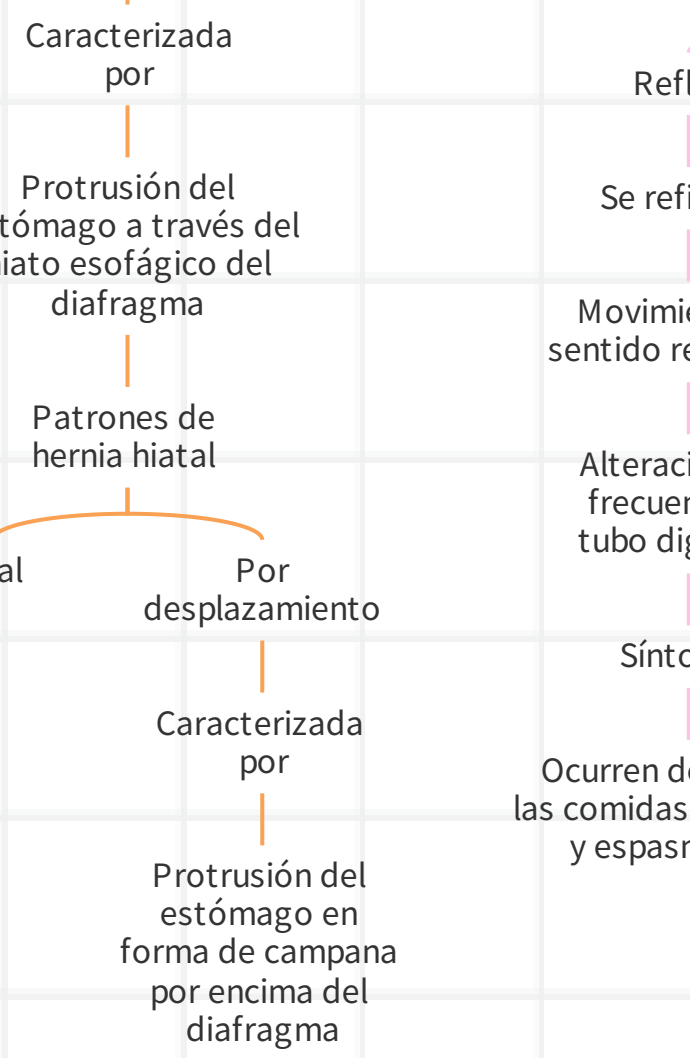 Caracterizada
por
Protrusión del
tómago a través del
iato esofágico del
diafragma
Patrones de
hernia hiatal
al
Por
desplazamiento
Caracterizada
por
Protrusión del
estómago en
forma de campana
por encima del
diafragma
Refl
Se refi
Movimie
sentido re
Alteraci
frecuen
tubo dig
Sínto
Ocurren de
las comidas
y espasm